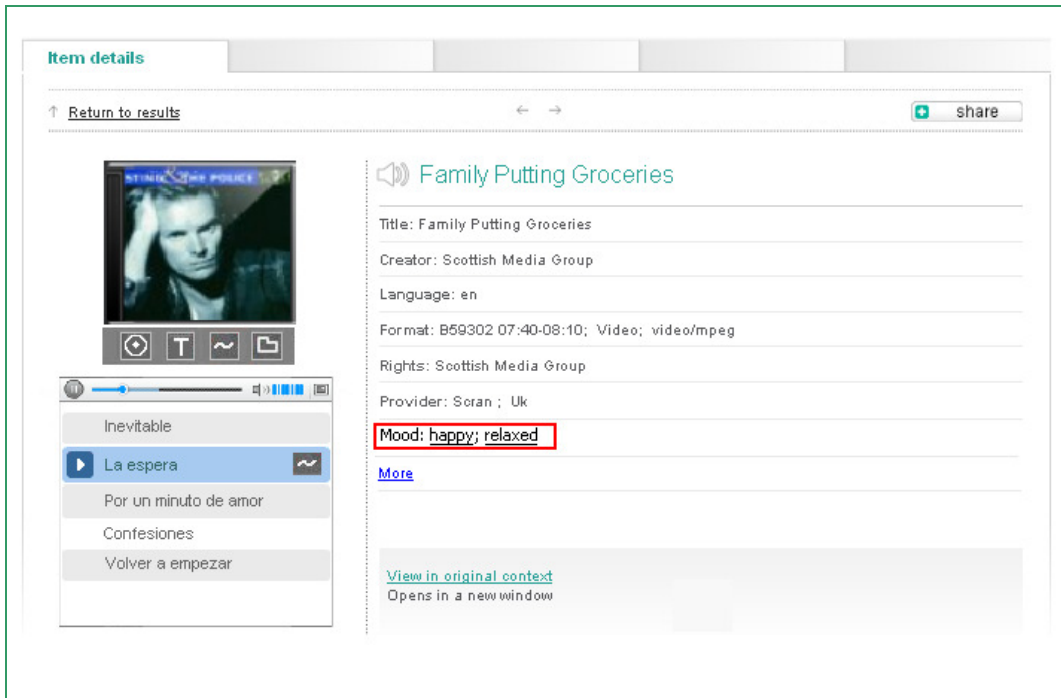 Item details
Return to results
share
STING & THE POLICE
Family Putting Groceries
Title: Family Putting Groceries
Creator: Scottish Media Group
Language: en
Format: B59302 07:40-08:10; Video; video/mpeg
Rights: Scottish Media Group
Provider: Scran ; Uk
Mood: happy; relaxed
More
T
Inevitable
La espera
Por un minuto de amor
Confesiones
Volver a empezar
View in original context
Opens in a new window